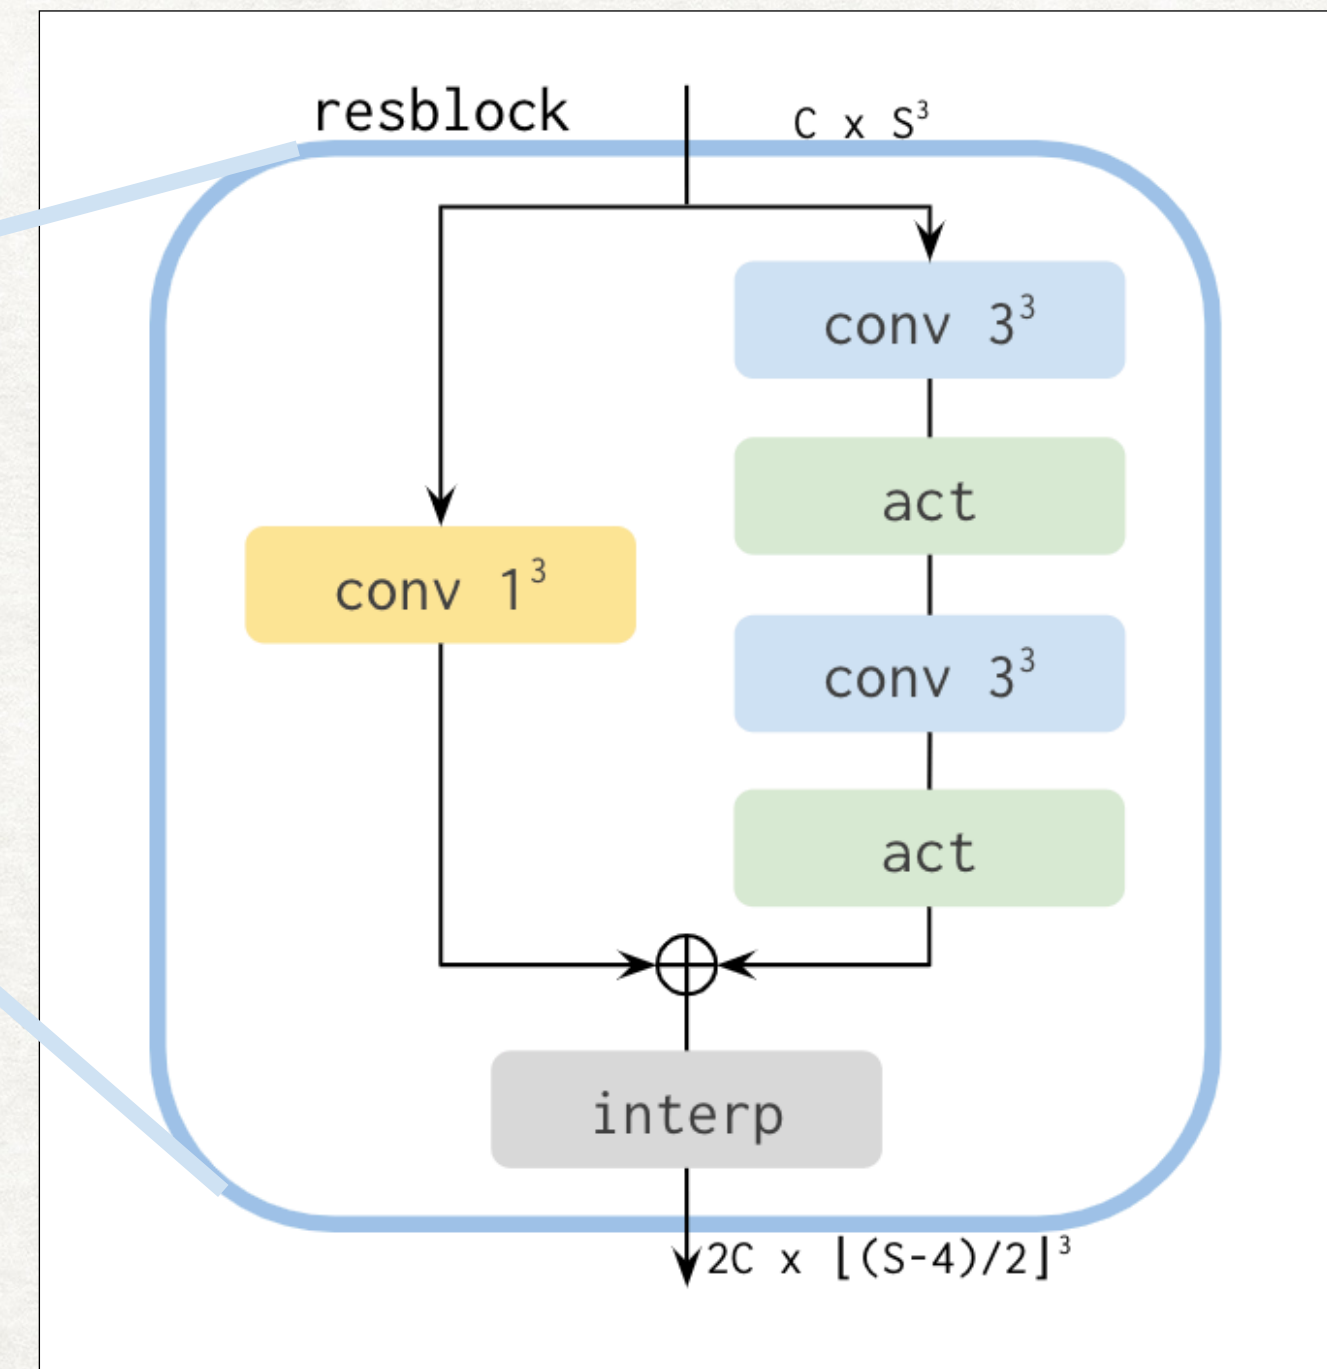 resblock
C x S³
conv 3³
act
conv 1³
conv 3³
act
interp
2C x ⌊(S-4)/2⌋³